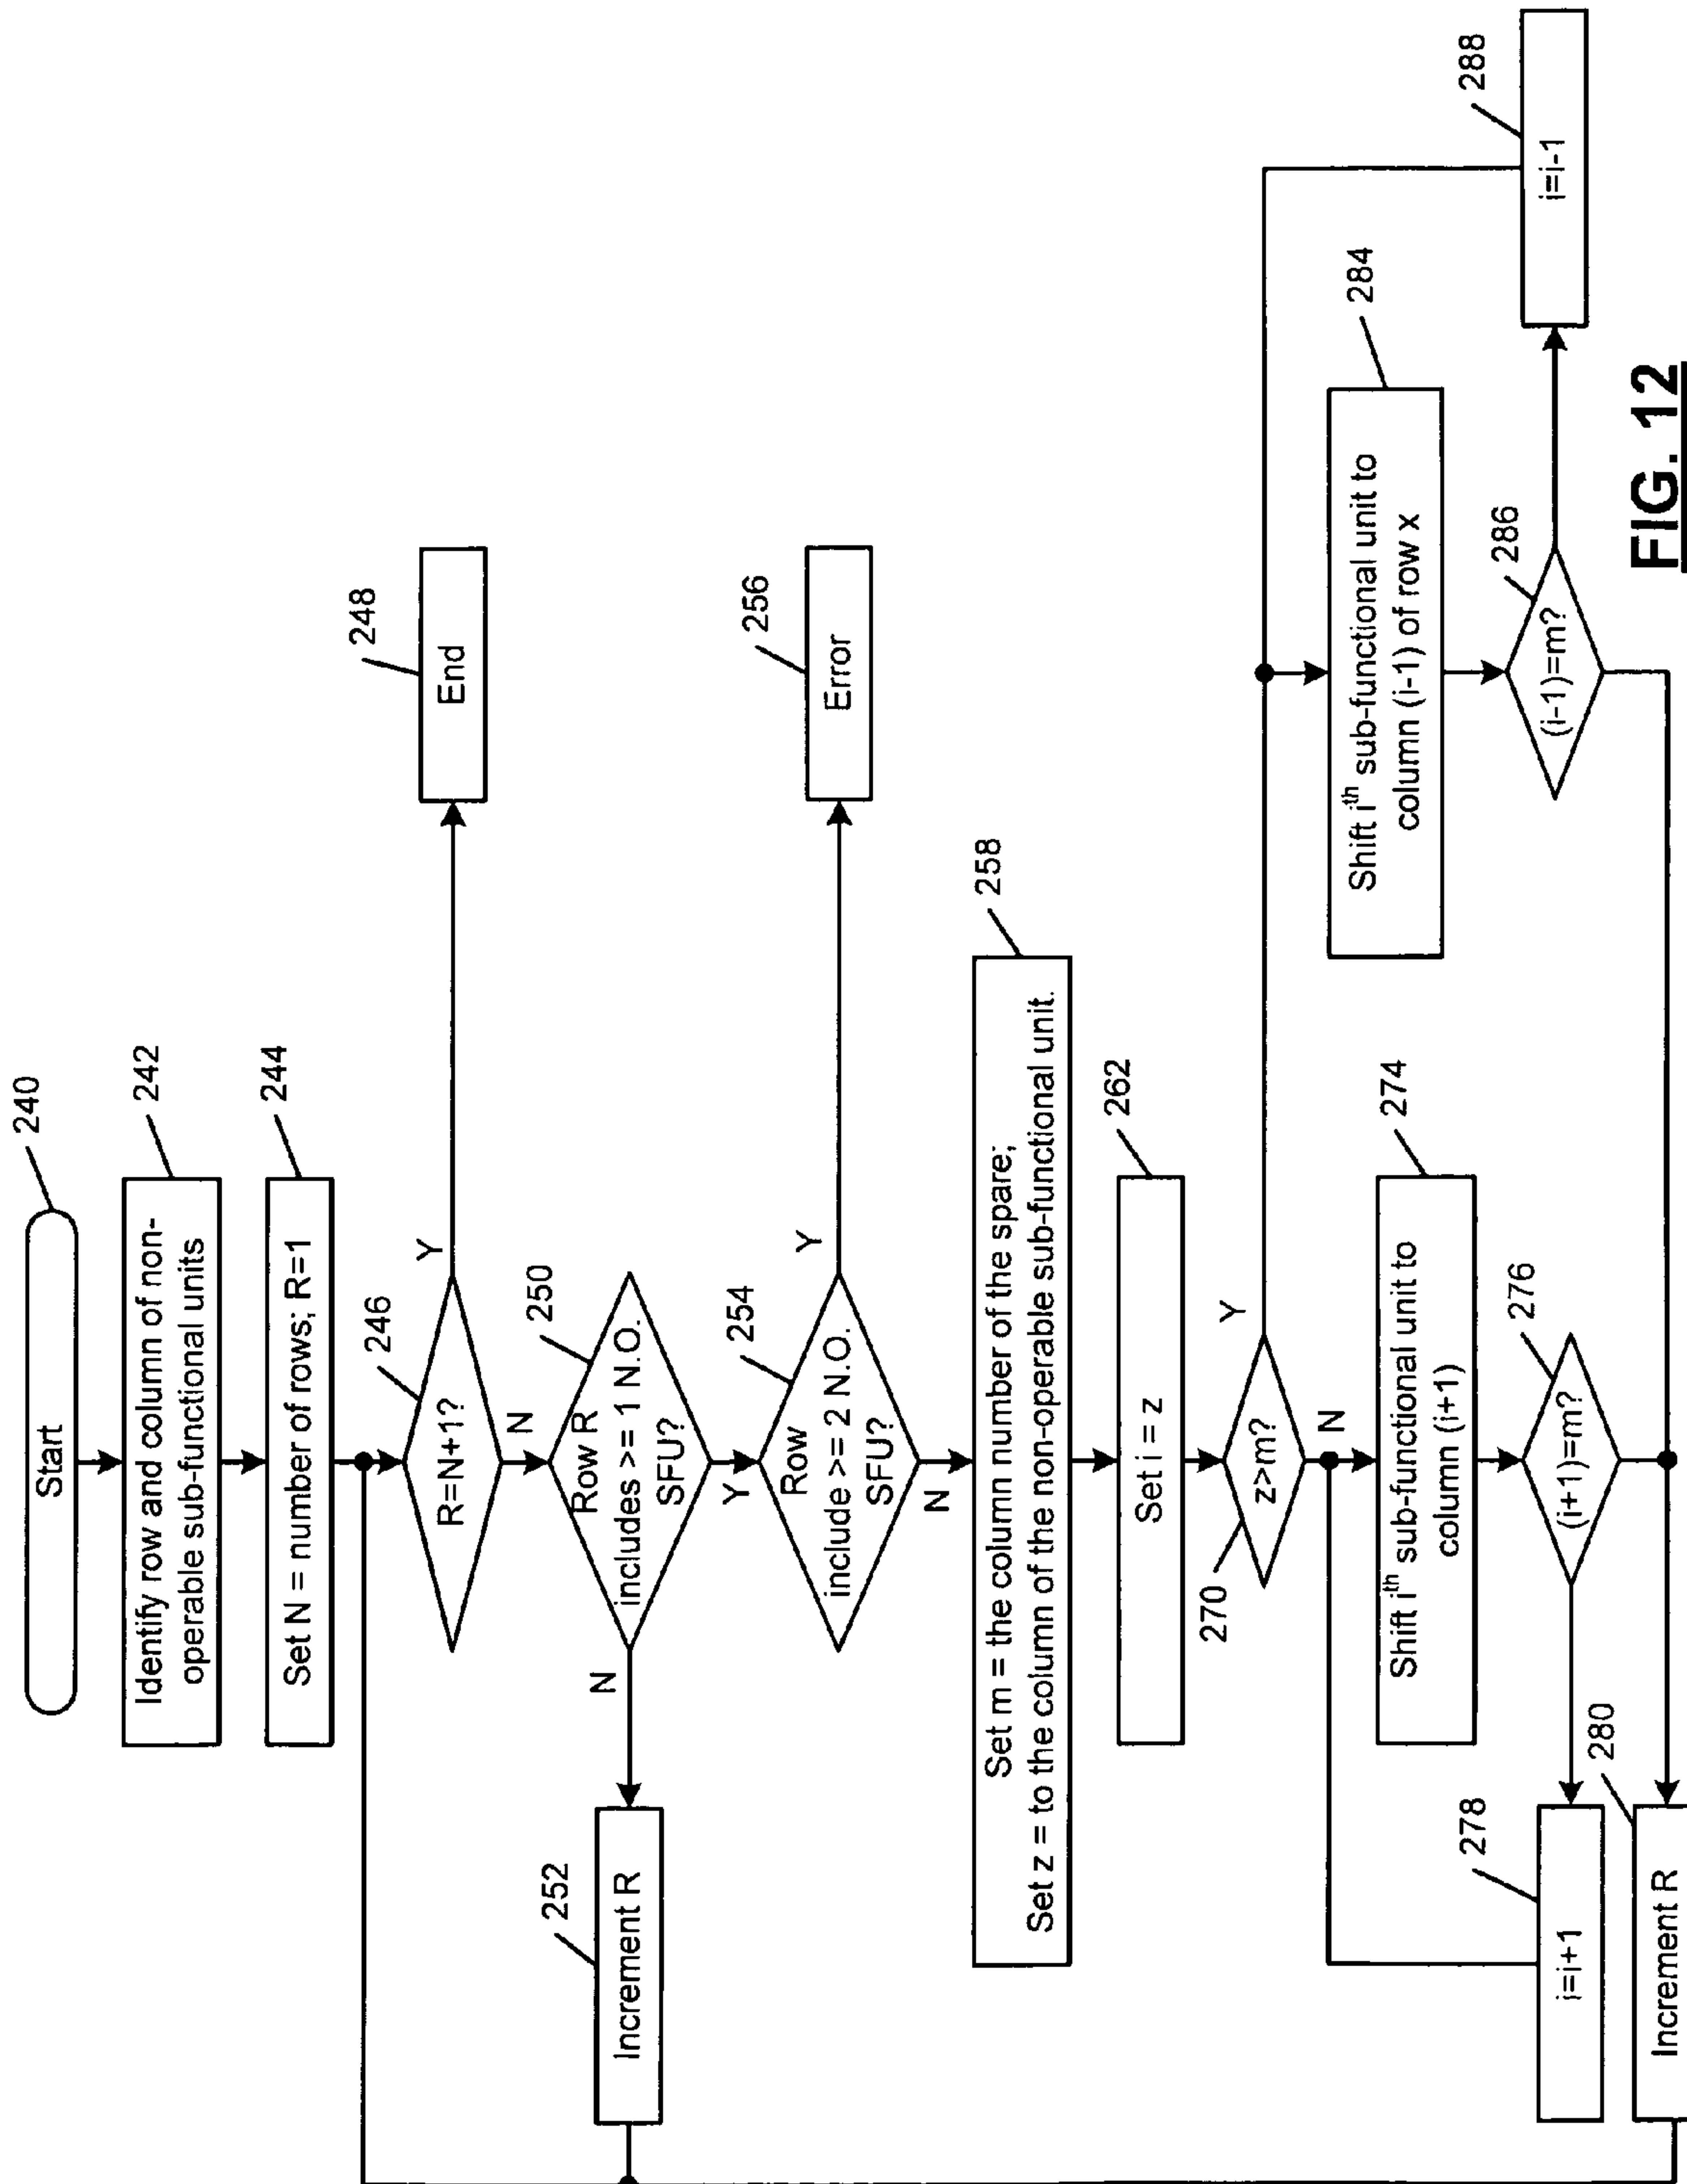 Start
240
Identify row and column of non-
operable sub-functional units
242
Set N = number of rows; R=1
244
R=N+1?
246
Y
N
End
248
Row R
includes >= 1 N.O.
SFU?
250
N
Y
Increment R
252
Row
include >= 2 N.O.
SFU?
254
Y
N
Error
256
Set m = the column number of the spare;
Set z = to the column of the non-operable sub-functional unit.
258
Set i = z
262
z>m?
270
Y
N
Shift ith sub-functional unit to
column (i+1)
274
(i+1)=m?
276
i=i+1
278
Increment R
280
Shift ith sub-functional unit to
column (i-1) of row x
284
(i-1)=m?
286
i=i-1
288
FIG. 12